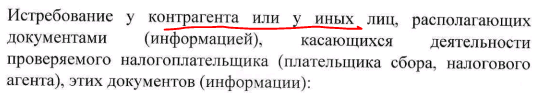 Истребование у контрагента или у иных лиц, располагающих
документами (информацией), касающихся деятельности
проверяемого налогоплательщика (плательщика сбора, налогового
агента), этих документов (информации):